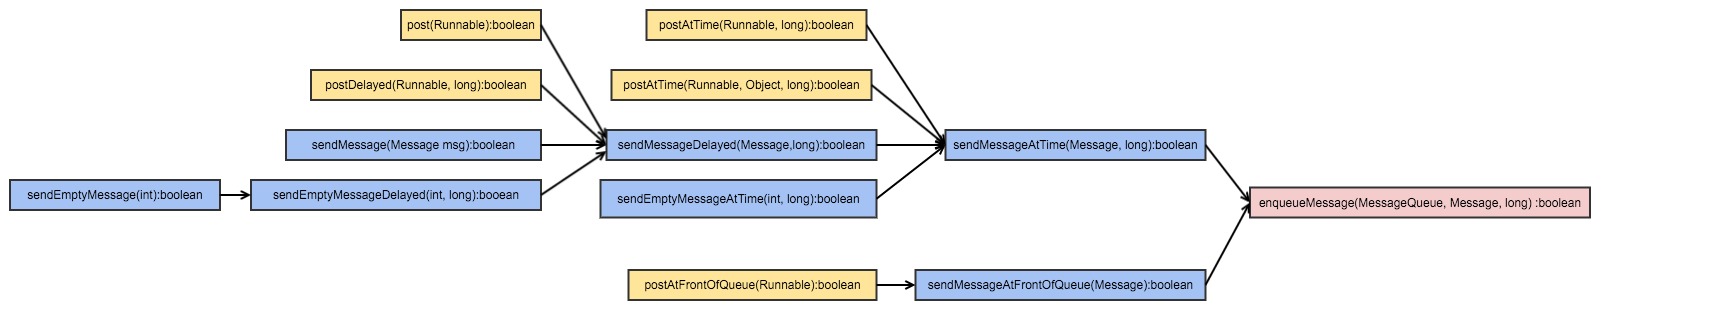 post(Runnable):boolean
postAtTime(Runnable, long):boolean
postDelayed(Runnable, long):boolean
postAtTime(Runnable, Object, long):boolean
sendMessage(Message msg):boolean
sendMessageDelayed(Message,long):boolean
sendMessageAtTime(Message, long):boolean
sendEmptyMessage(int):boolean
sendEmptyMessageDelayed(int, long):booean
sendEmptyMessageAtTime(int, long):boolean
enqueueMessage(MessageQueue, Message, long) :boolean
postAtFrontOfQueue(Runnable):boolean
sendMessageAtFrontOfQueue(Message):boolean